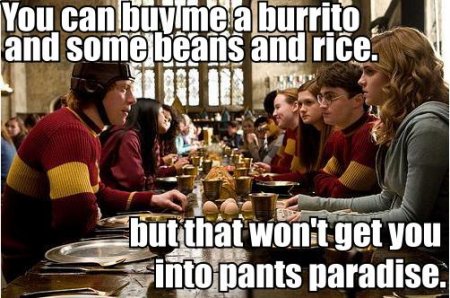 You can buy me a burrito
and some beans and rice.
but that won't get you
into pants paradise.